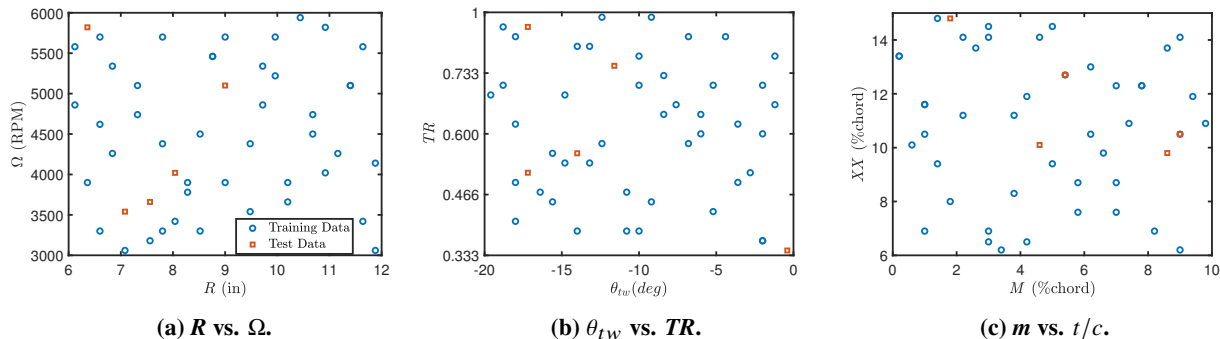 6000
5500
5000
4500
4000
3500
3000
Ω (RPM)
6 7 8 9 10 11 12
R (in)
Training Data
Test Data
1
0.733
0.600
0.466
0.333
TR
-20 -15 -10 -5 0
θtw(deg)
14
12
10
8
6
XX (%chord)
0 2 4 6 8 10
M (%chord)
(a) R vs. Ω.
(b) θtw vs. TR.
(c) m vs. t/c.